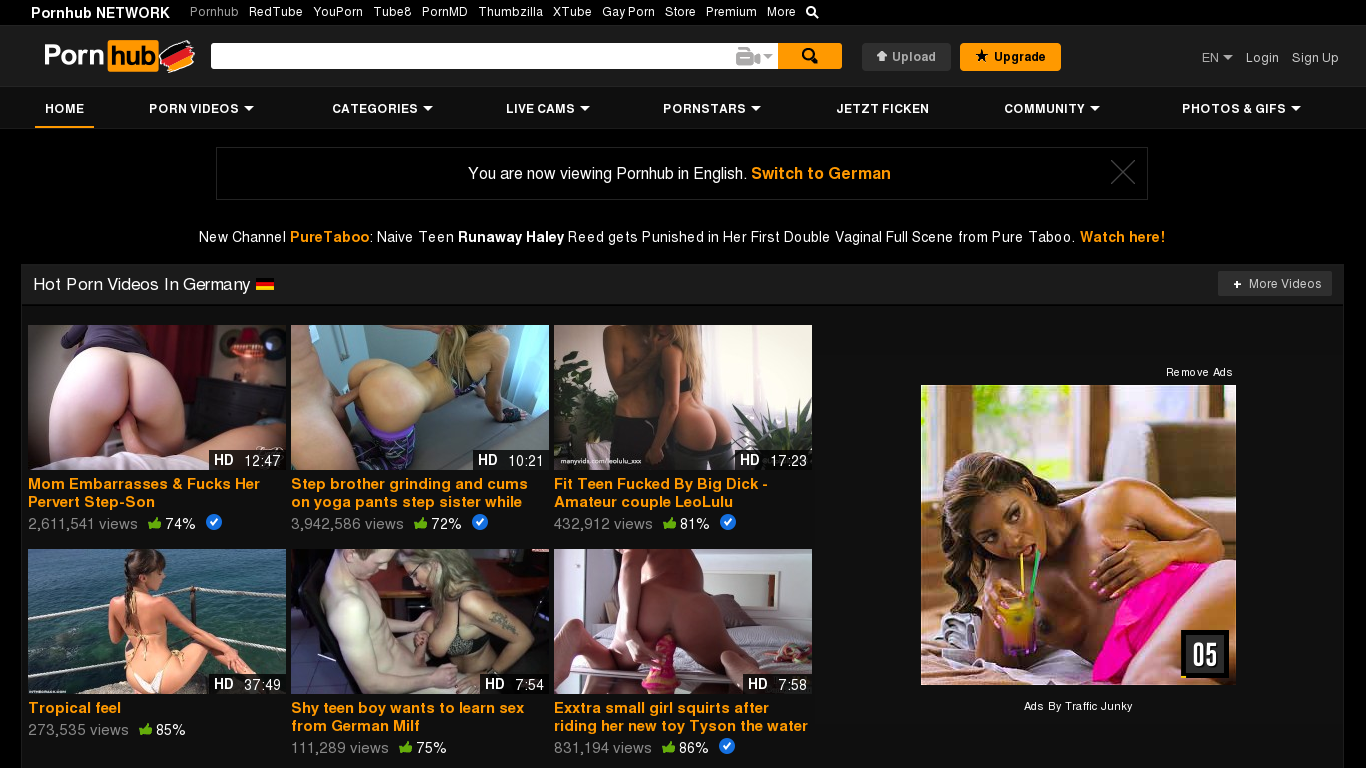 Pornhub NETWORK Pornhub RedTube YouPorn Tube8 PornMD Thumbzilla XTube Gay Porn Store Premium More
Porn hub Upload Upgrade EN Login Sign Up
HOME PORN VIDEOS CATEGORIES LIVE CAMS PORNSTARS JETZT FICKEN COMMUNITY PHOTOS & GIFS
You are now viewing Pornhub in English. Switch to German
New Channel PureTaboo: Naive Teen Runaway Haley Reed gets Punished in Her First Double Vaginal Full Scene from Pure Taboo. Watch here!
Hot Porn Videos In Germany
+ More Videos
HD 12:47
Mom Embarrasses & Fucks Her
Pervert Step-Son
2,611,541 views 74%
HD 10:21
Step brother grinding and cums
on yoga pants step sister while
3,942,586 views 72%
manyvids.com/leolulu_xxx
HD 17:23
Fit Teen Fucked By Big Dick -
Amateur couple LeoLulu
432,912 views 81%
Remove Ads
05
Ads By Traffic Junky
HD 37:49
Tropical feel
273,535 views 85%
HD 7:54
Shy teen boy wants to learn sex
from German Milf
111,289 views 75%
HD 7:58
Exxtra small girl squirts after
riding her new toy Tyson the water
831,194 views 86%